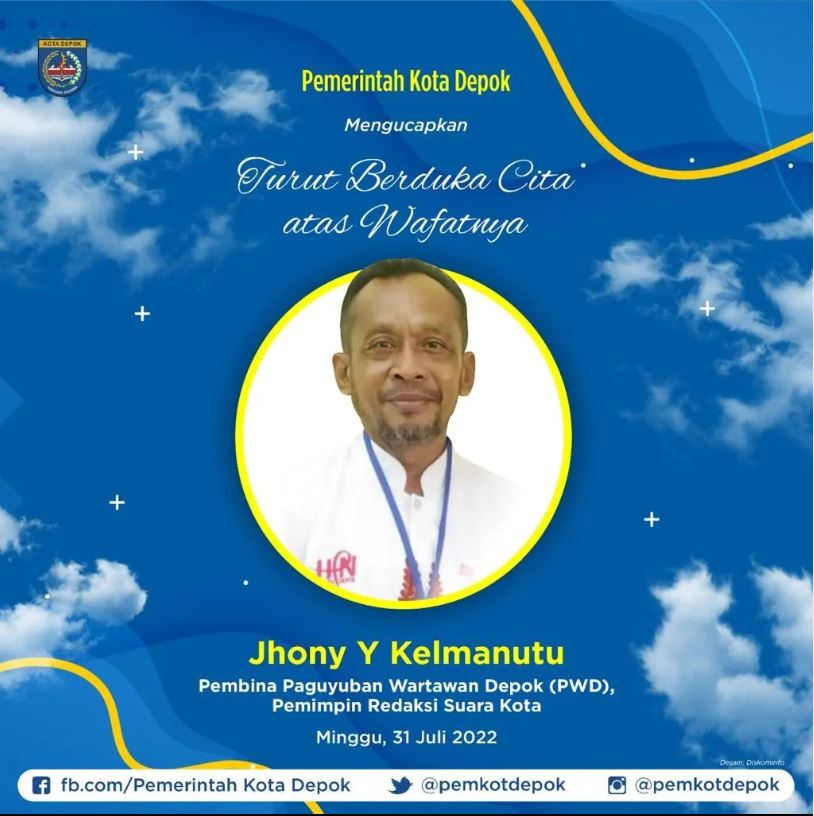 KOTA DEPOK
Pemerintah Kota Depok
Mengucapkan
Turut Berduka Cita
atas Wafatnya
HPN
Jhony Y Kelmanutu
Pembina Paguyuban Wartawan Depok (PWD),
Pemimpin Redaksi Suara Kota
Minggu, 31 Juli 2022
Desain: Diskominfo
fb.com/Pemerintah Kota Depok @pemkotdepok @pemkotdepok